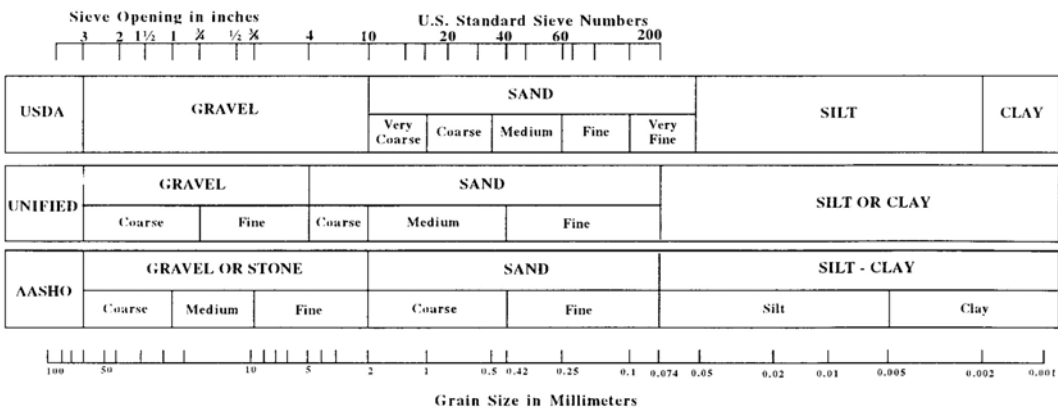 Sieve Opening in inches U.S. Standard Sieve Numbers
3 2 1½ 1 ¾ ½ ⅜ 4 10 20 40 60 200
USDA GRAVEL SAND SILT CLAY
Very Coarse Coarse Medium Fine Very Fine
UNIFIED GRAVEL SAND SILT OR CLAY
Coarse Fine Coarse Medium Fine
AASHO GRAVEL OR STONE SAND SILT - CLAY
Coarse Medium Fine Coarse Fine Silt Clay
100 50 10 5 2 1 0.5 0.42 0.25 0.1 0.074 0.05 0.02 0.01 0.005 0.002 0.001
Grain Size in Millimeters